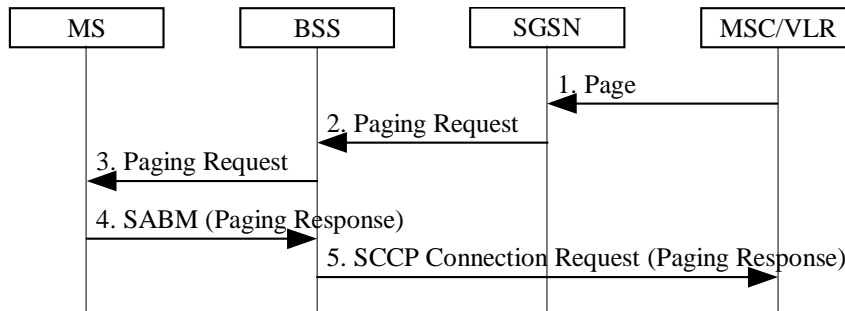 MS BSS SGSN MSC/VLR
1. Page
2. Paging Request
3. Paging Request
4. SABM (Paging Response)
5. SCCP Connection Request (Paging Response)